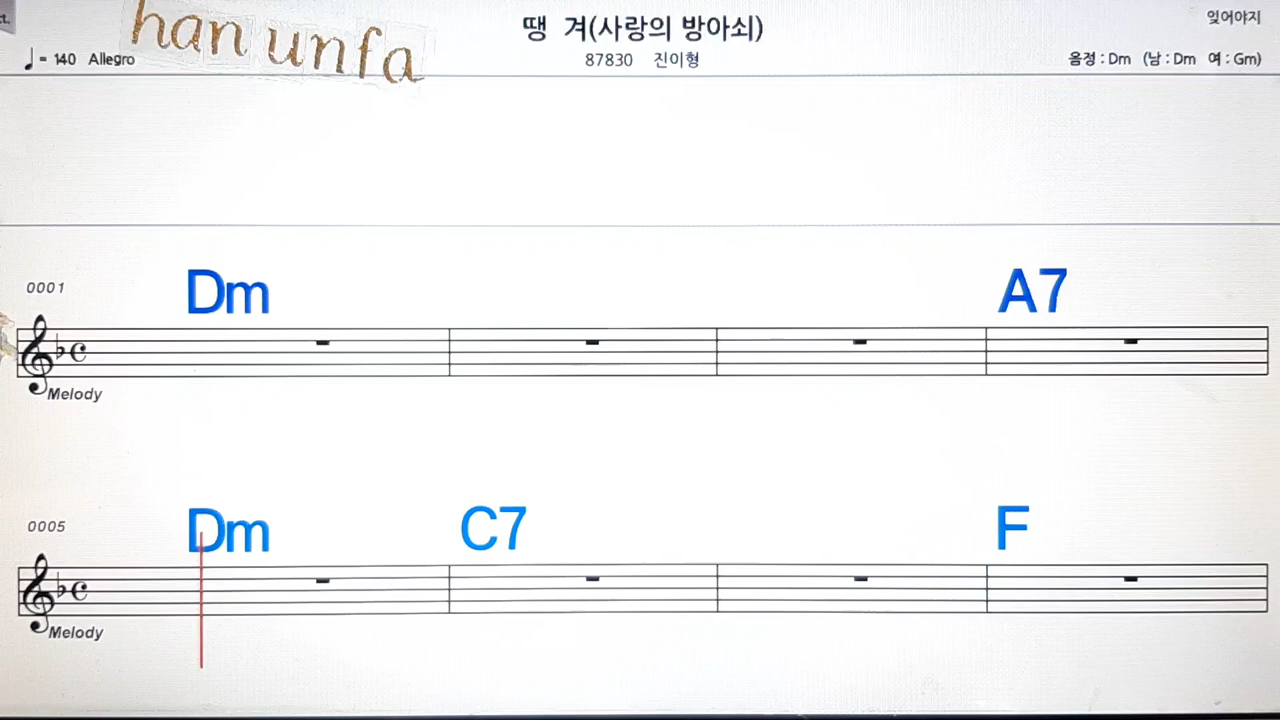 ct.
han unfa
땡 겨(사랑의 방아쇠)
잊어야지
♩ = 140 Allegro
87830 진이형
음정 : Dm (남 : Dm 여 : Gm)
0001
Dm A7
Melody
0005
Dm C7 F
Melody